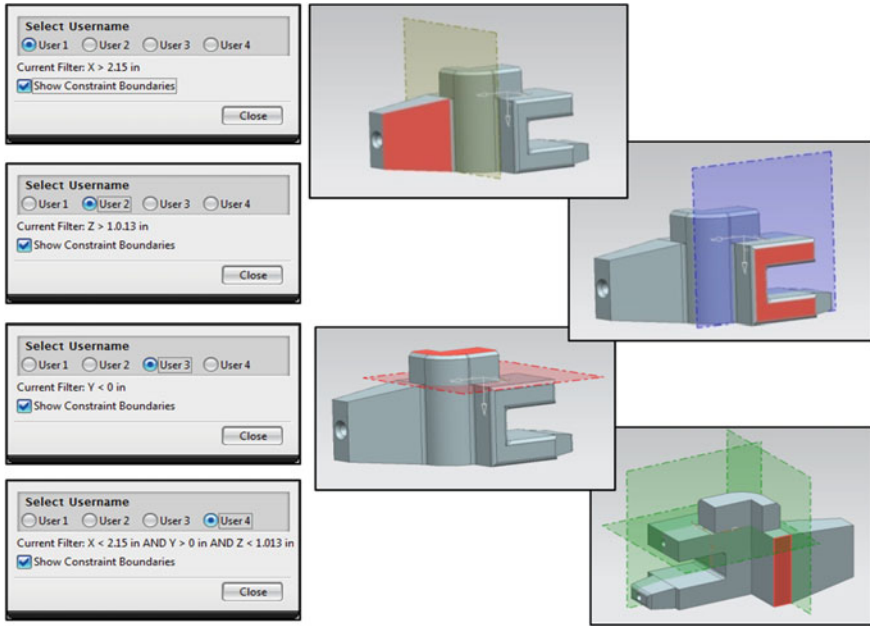 Select Username
User 1 User 2 User 3 User 4
Current Filter: X > 2.15 in
Show Constraint Boundaries
Close
Select Username
User 1 User 2 User 3 User 4
Current Filter: Z > 1.0.13 in
Show Constraint Boundaries
Close
Select Username
User 1 User 2 User 3 User 4
Current Filter: Y < 0 in
Show Constraint Boundaries
Close
Select Username
User 1 User 2 User 3 User 4
Current Filter: X < 2.15 in AND Y > 0 in AND Z < 1.013 in
Show Constraint Boundaries
Close